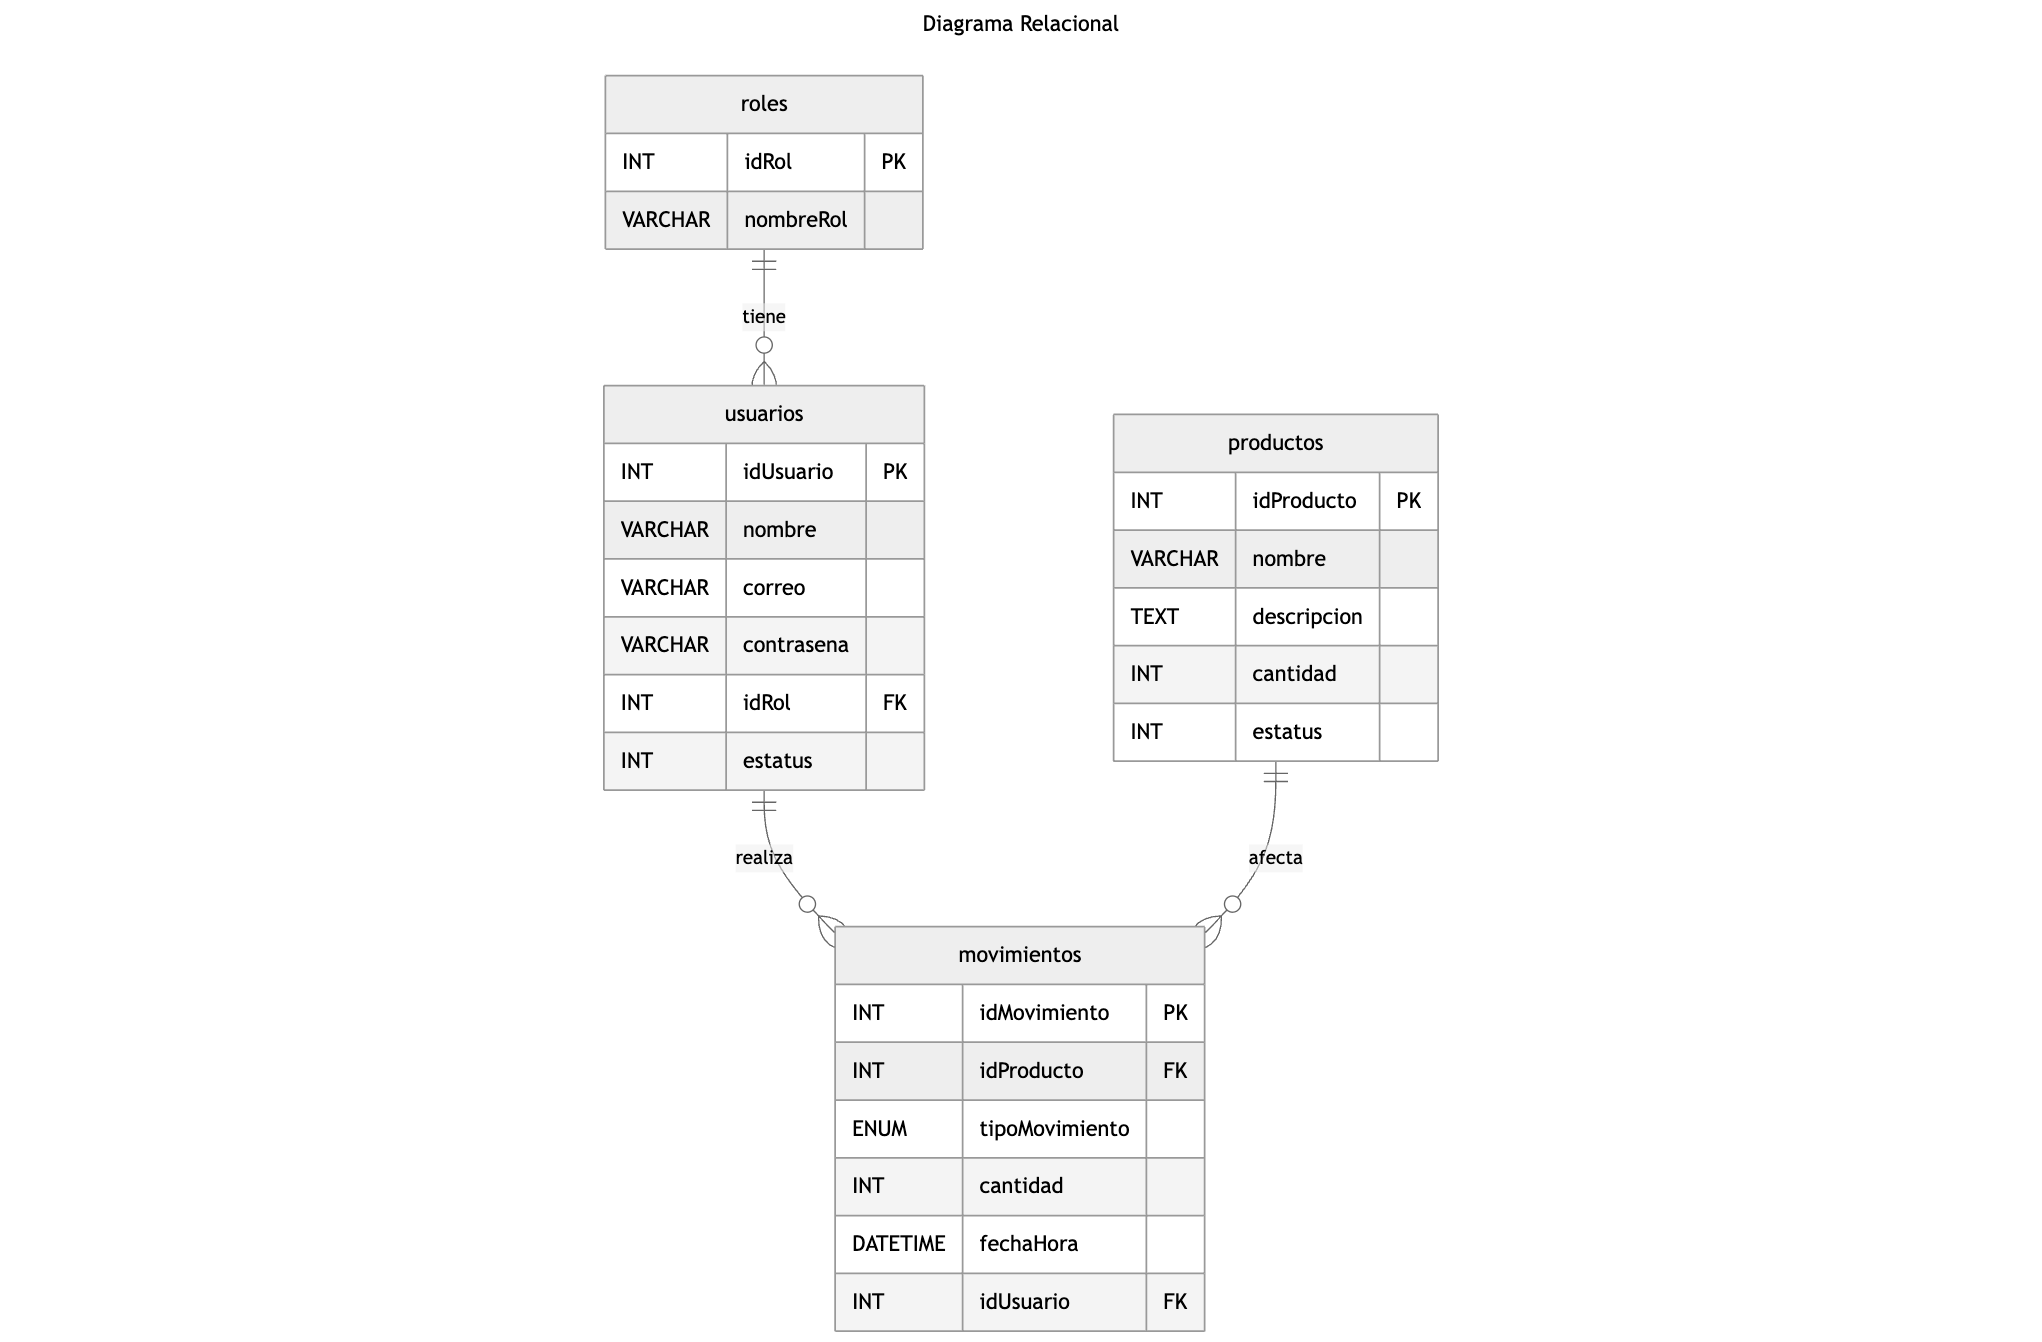 Diagrama Relacional
roles
INT idRol PK
VARCHAR nombreRol
tiene
usuarios
INT idUsuario PK
VARCHAR nombre
VARCHAR correo
VARCHAR contrasena
INT idRol FK
INT estatus
productos
INT idProducto PK
VARCHAR nombre
TEXT descripcion
INT cantidad
INT estatus
realiza
afecta
movimientos
INT idMovimiento PK
INT idProducto FK
ENUM tipoMovimiento
INT cantidad
DATETIME fechaHora
INT idUsuario FK